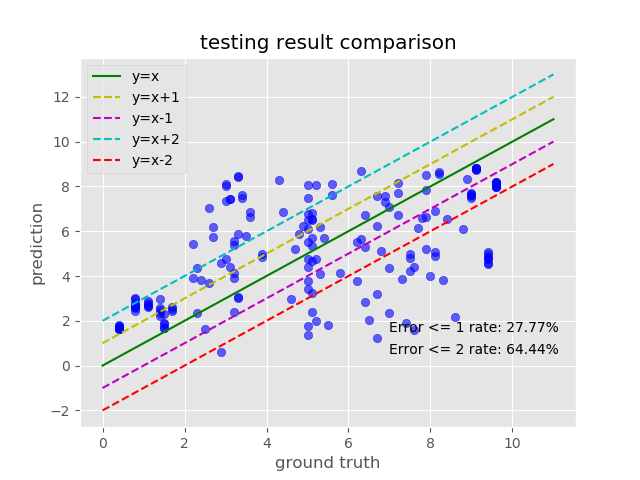 testing result comparison
y=x
y=x+1
y=x-1
y=x+2
y=x-2
12
10
8
6
4
2
0
−2
prediction
Error <= 1 rate: 27.77%
Error <= 2 rate: 64.44%
0 2 4 6 8 10
ground truth